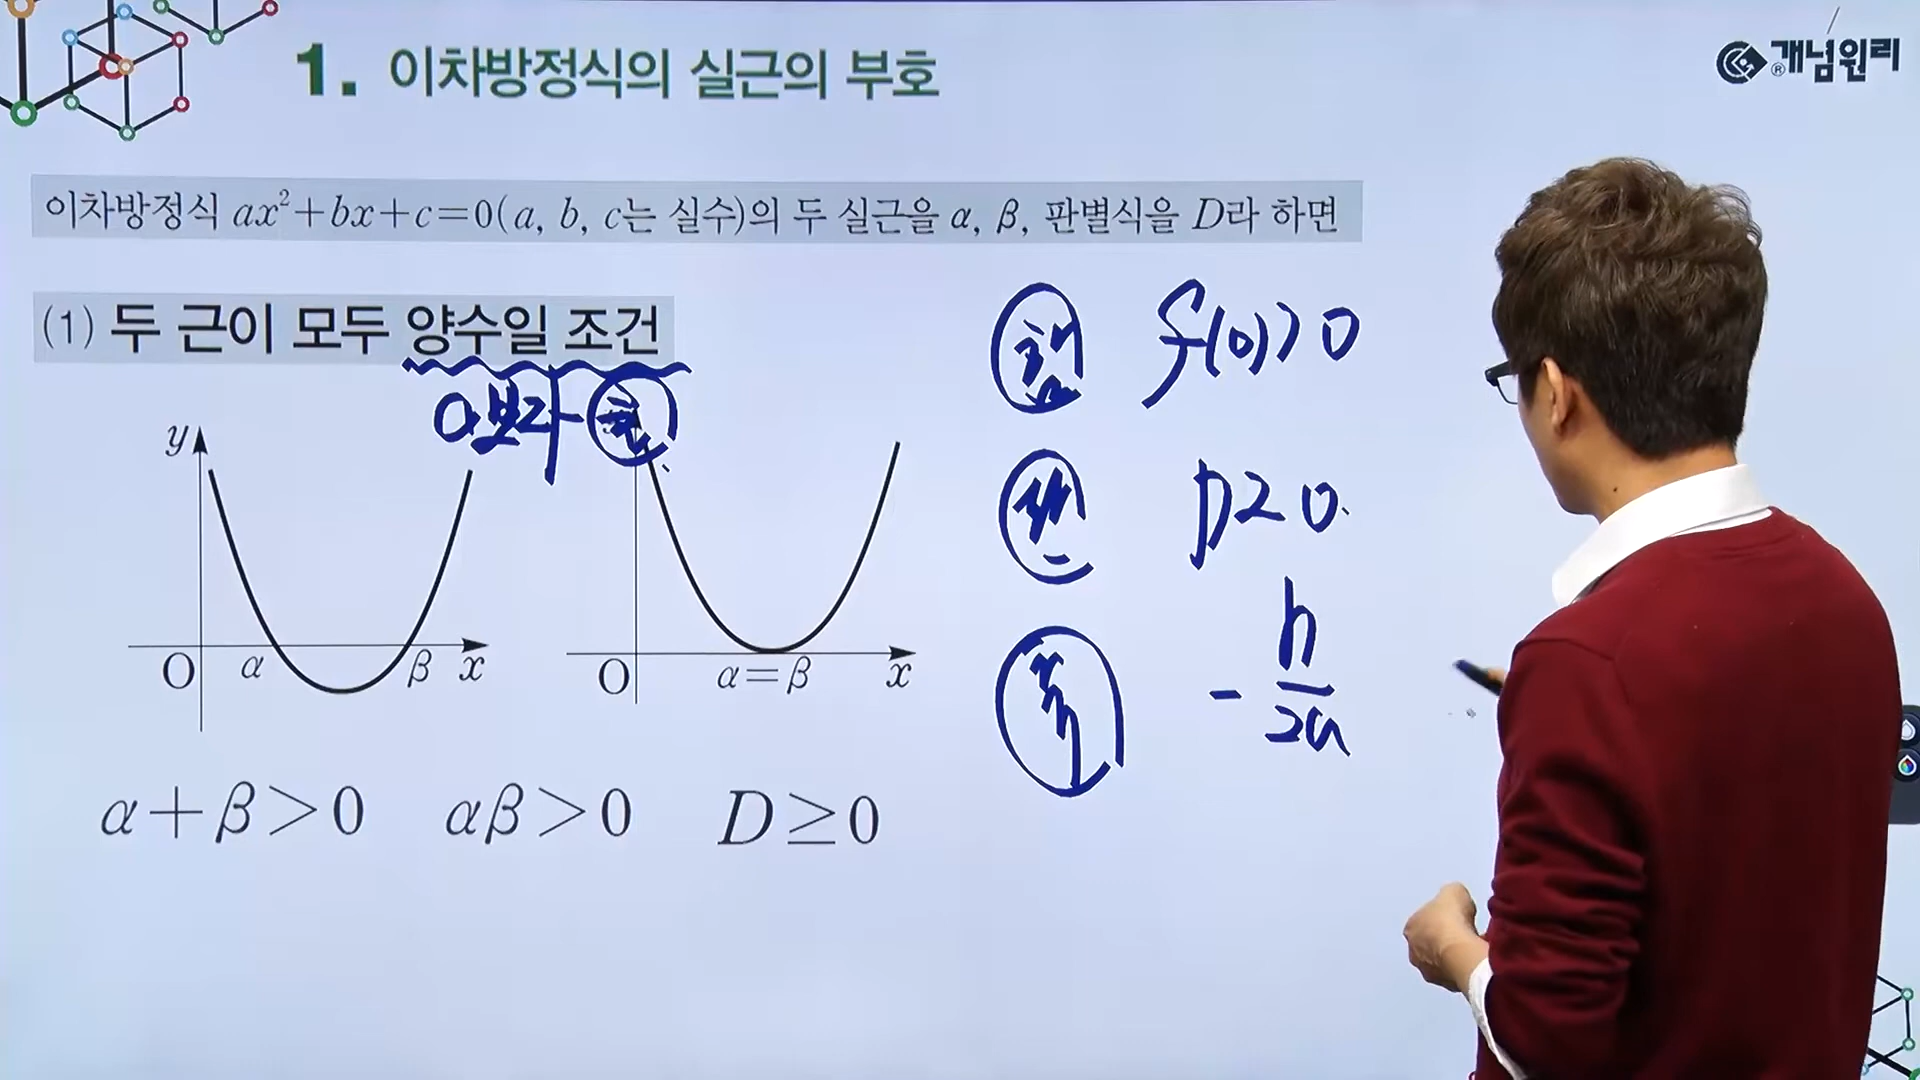 1. 이차방정식의 실근의 부호
개념원리
이차방정식 ax²+bx+c=0(a, b, c는 실수)의 두 실근을 α, β, 판별식을 D라 하면
(1) 두 근이 모두 양수일 조건
0보다
f(0)>0
y
D≥0
O α β x
O α=β x
- b/2a
α+β>0 αβ>0 D≥0